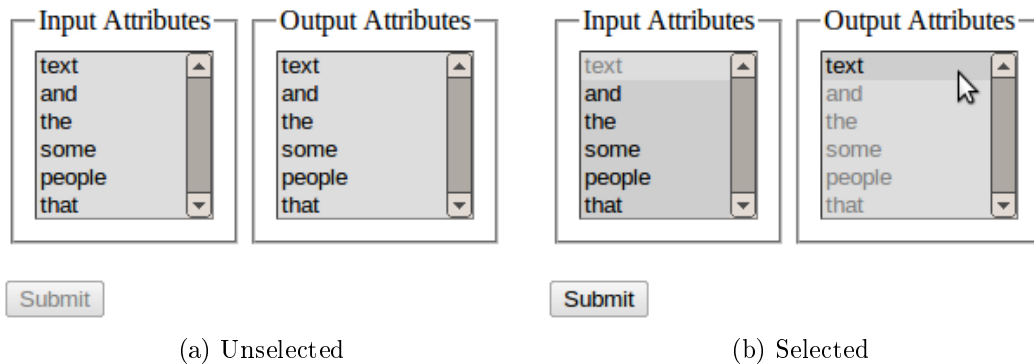 Input Attributes
text
and
the
some
people
that
Output Attributes
text
and
the
some
people
that
Submit
(a) Unselected
Input Attributes
text
and
the
some
people
that
Output Attributes
text
and
the
some
people
that
Submit
(b) Selected